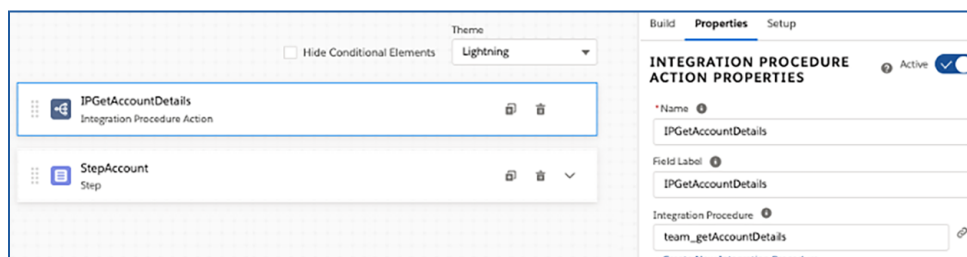 Theme
Hide Conditional Elements
Lightning
IPGetAccountDetails
Integration Procedure Action
StepAccount
Step
Build Properties Setup
INTEGRATION PROCEDURE
ACTION PROPERTIES
Active
*Name
IPGetAccountDetails
Field Label
IPGetAccountDetails
Integration Procedure
team_getAccountDetails